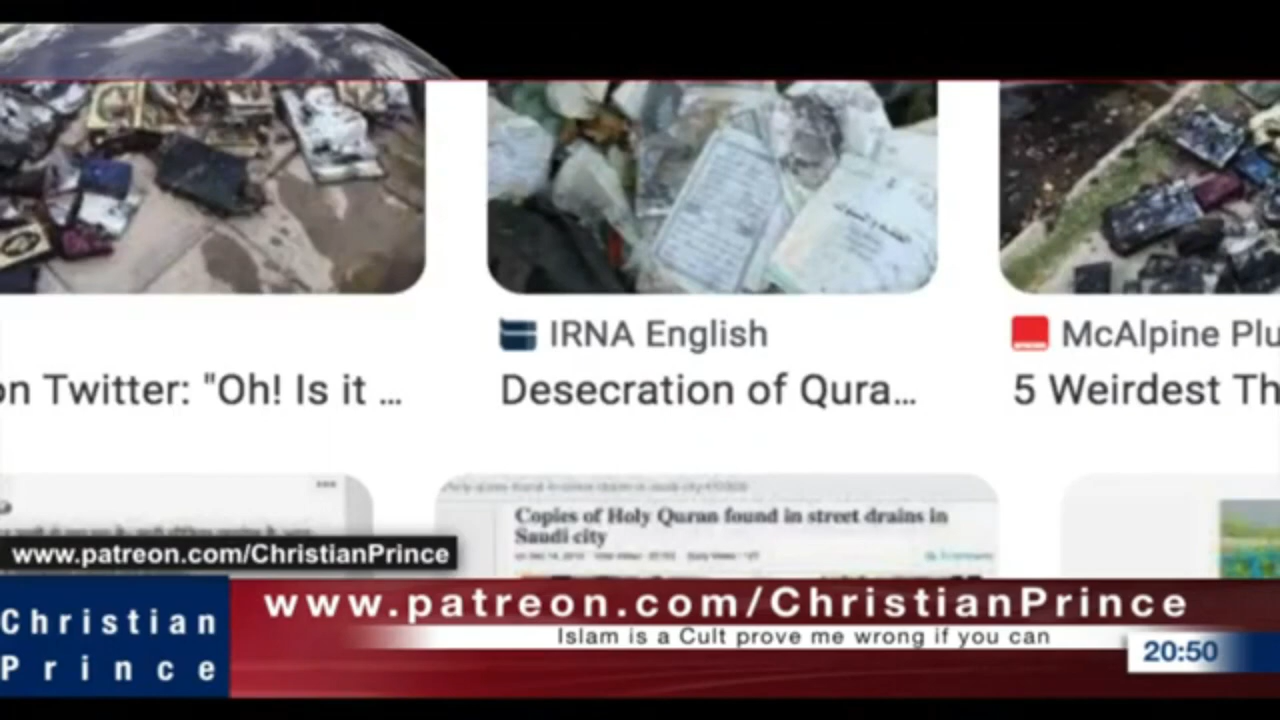 IRNA English
McAlpine Plu
on Twitter: "Oh! Is it ...
Desecration of Qura...
5 Weirdest Th
Copies of Holy Quran found in street drains in
Saudi city
www.patreon.com/ChristianPrince
Christian
Prince
www.patreon.com/ChristianPrince
Islam is a Cult prove me wrong if you can
20:50